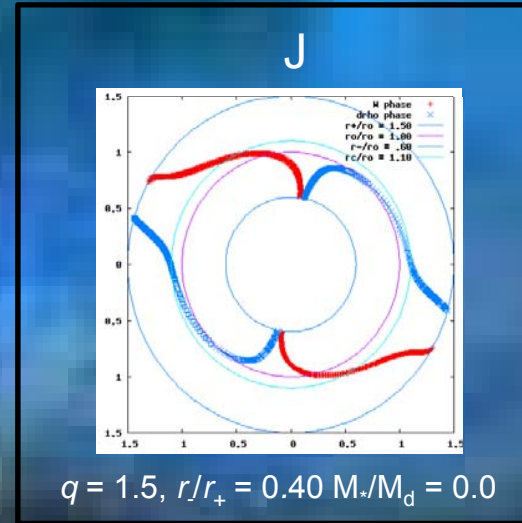 J
W phase
drho phase
r+/ro = 1.50
ro/ro = 1.00
r-/ro = .60
rc/ro = 1.10
1.5
1
0.5
0
0.5
1
1.5
1.5 1 0.5 0 0.5 1 1.5
q = 1.5, r-/r+ = 0.40 M*/Md = 0.0